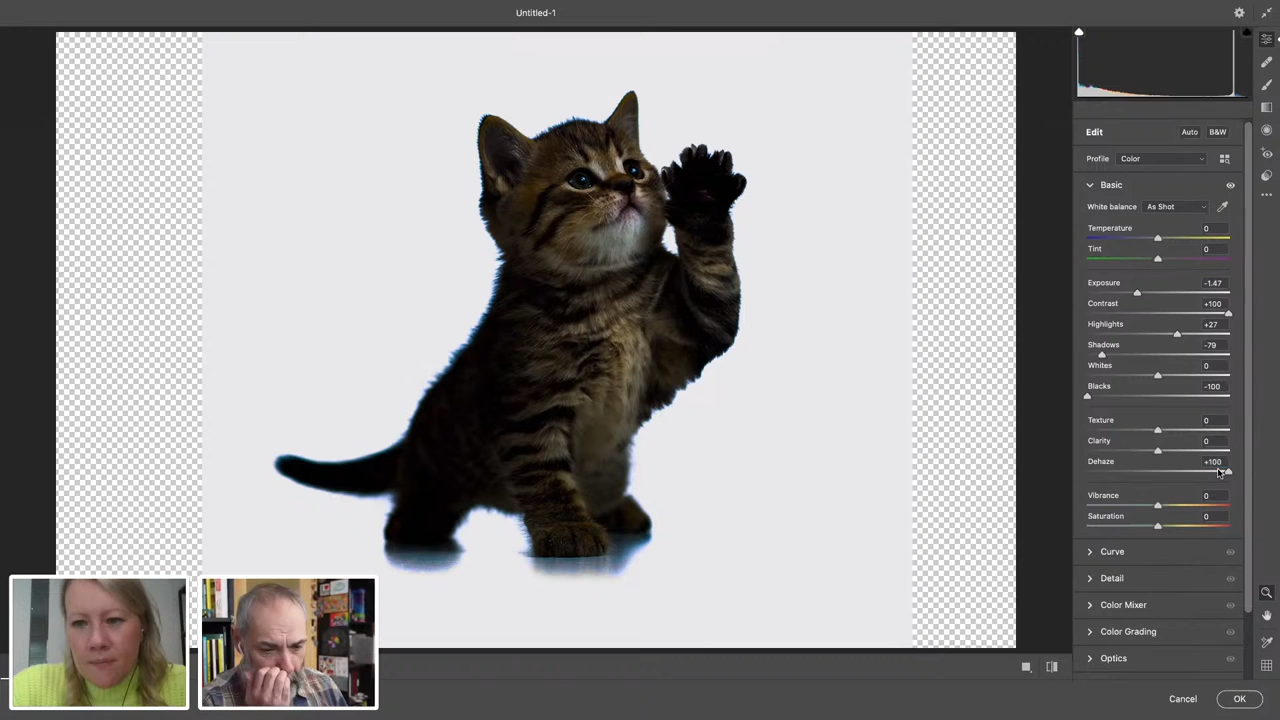 Untitled-1
Edit
Auto
B&W
Profile
Color
Basic
White balance
As Shot
Temperature
0
Tint
0
Exposure
-1.47
Contrast
+100
Highlights
+27
Shadows
-79
Whites
0
Blacks
-100
Texture
0
Clarity
0
Dehaze
+100
Vibrance
0
Saturation
0
Curve
Detail
Color Mixer
Color Grading
Optics
Cancel
OK